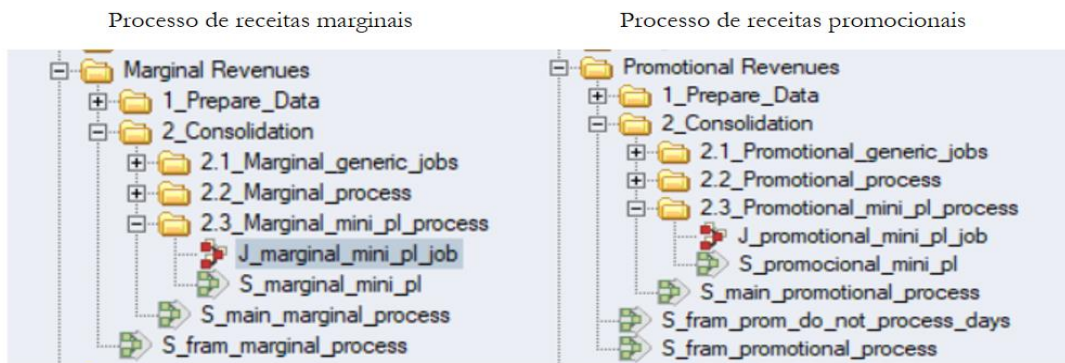 Processo de receitas marginais
Marginal Revenues
1_Prepare_Data
2_Consolidation
2.1_Marginal_generic_jobs
2.2_Marginal_process
2.3_Marginal_mini_pl_process
J_marginal_mini_pl_job
S_marginal_mini_pl
S_main_marginal_process
S_fram_marginal_process
Processo de receitas promocionais
Promotional Revenues
1_Prepare_Data
2_Consolidation
2.1_Promotional_generic_jobs
2.2_Promotional_process
2.3_Promotional_mini_pl_process
J_promotional_mini_pl_job
S_promocional_mini_pl
S_main_promotional_process
S_fram_prom_do_not_process_days
S_fram_promotional_process